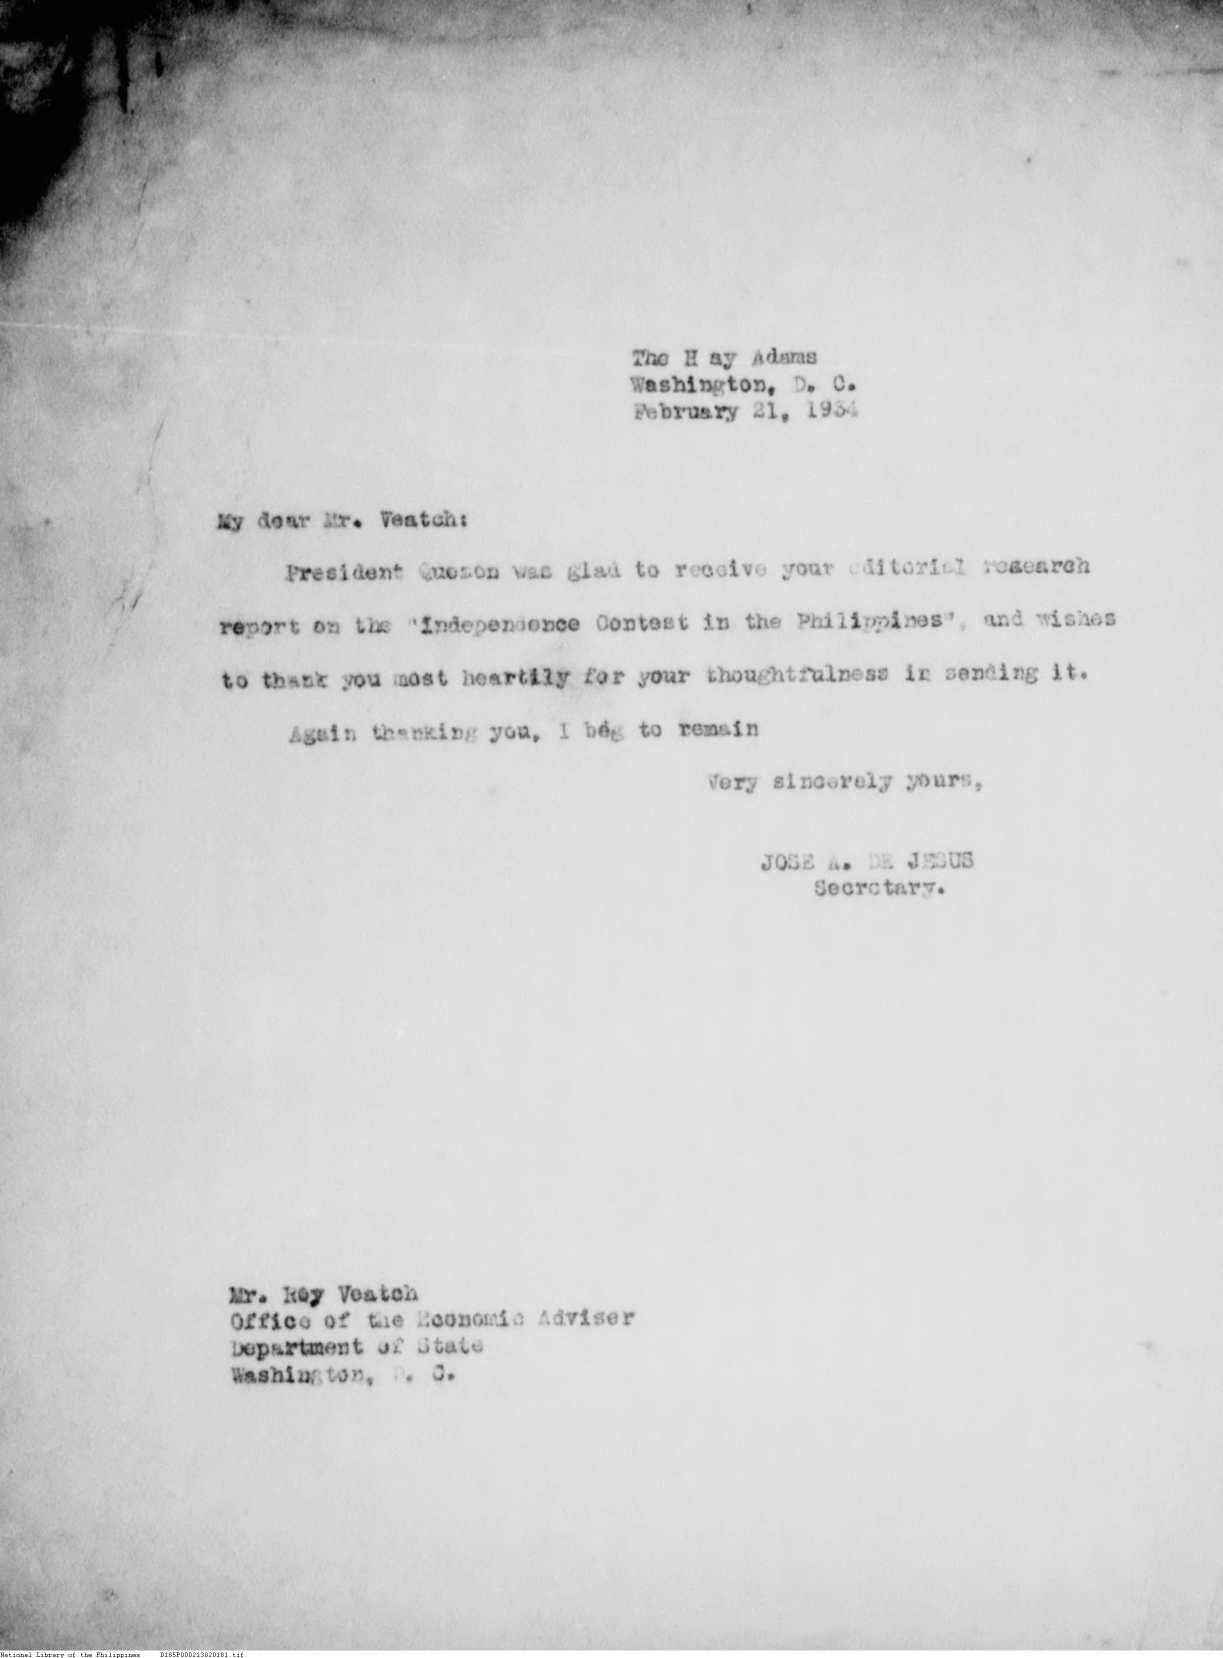 The H ay Adams
Washington, D. C.
February 21, 1934
My dear Mr. Veatch:
President Quezon was glad to receive your editorial research
report on the "Independence Contest in the Philippines", and wishes
to thank you most heartily for your thoughtfulness in sending it.
Again thanking you, I beg to remain
Very sincerely yours,
JOSE A. DE JESUS
Secretary.
Mr. Roy Veatch
Office of the Economic Adviser
Department of State
Washington, D. C.
National Library of the Philippines D185P000213020181.tif